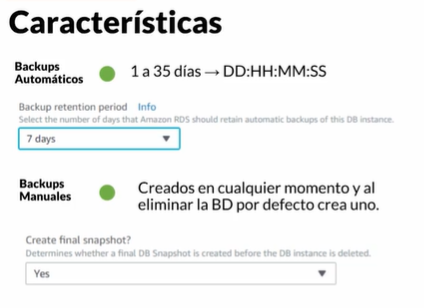 Características
Backups
Automáticos
1 a 35 días → DD:HH:MM:SS
Backup retention period Info
Select the number of days that Amazon RDS should retain automatic backups of this DB instance.
7 days
Backups
Manuales
Creados en cualquier momento y al
eliminar la BD por defecto crea uno.
Create final snapshot?
Determines whether a final DB Snapshot is created before the DB instance is deleted.
Yes